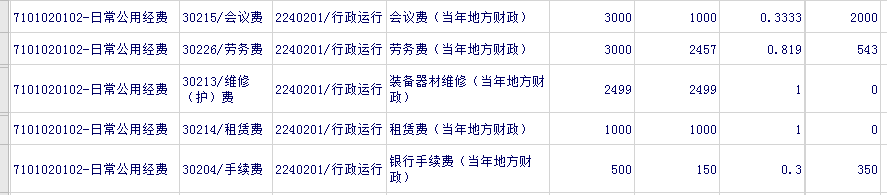 7101020102-日常公用经费 30215/会议费 2240201/行政运行 会议费（当年地方财政） 3000 1000 0.3333 2000
7101020102-日常公用经费 30226/劳务费 2240201/行政运行 劳务费（当年地方财政） 3000 2457 0.819 543
7101020102-日常公用经费 30213/维修 2240201/行政运行 装备器材维修（当年地方财 2499 2499 1 0
（护）费 政）
7101020102-日常公用经费 30214/租赁费 2240201/行政运行 租赁费（当年地方财政） 1000 1000 1 0
7101020102-日常公用经费 30204/手续费 2240201/行政运行 银行手续费（当年地方财 500 150 0.3 350
政）